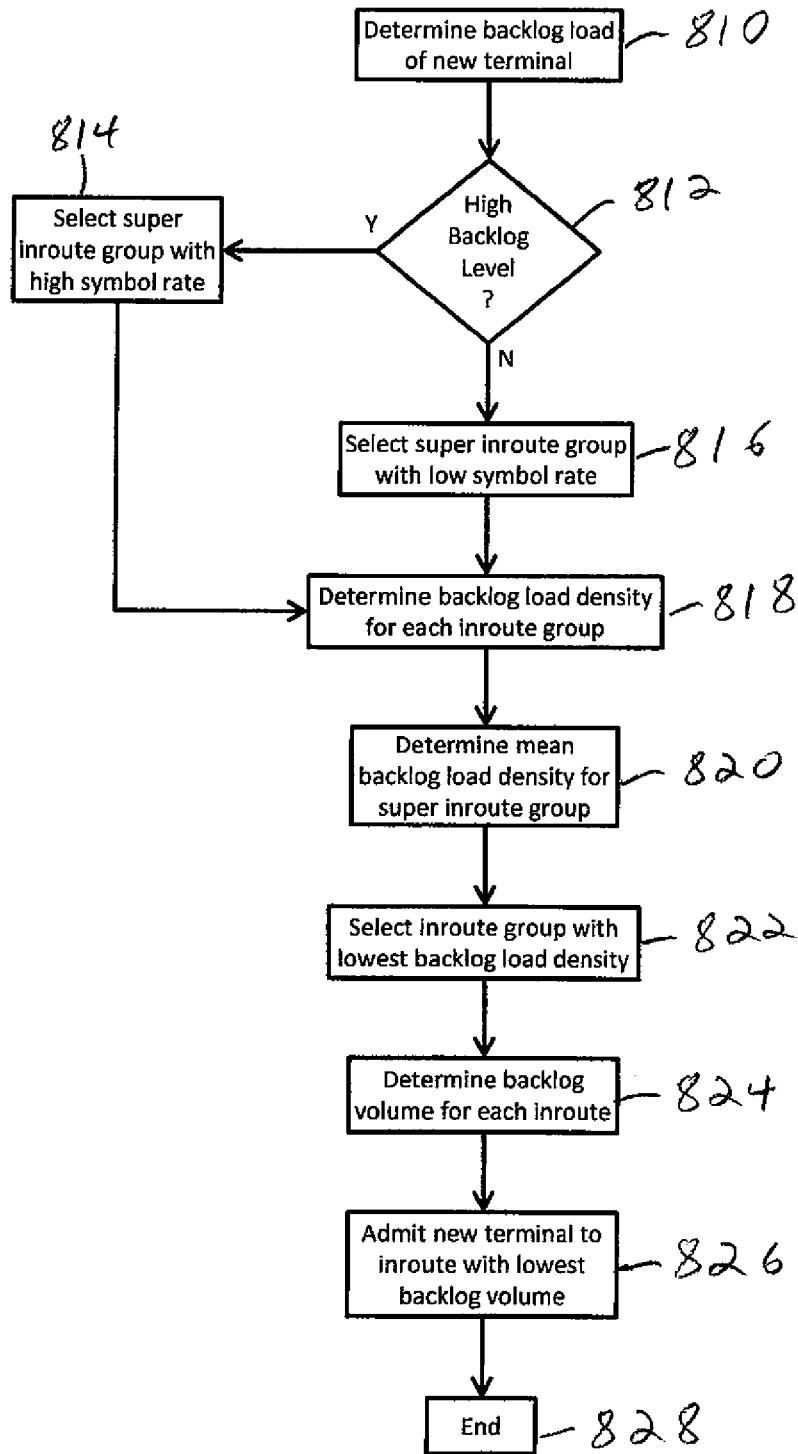 Determine backlog load
of new terminal
810
814
812
High
Backlog
Level
?
Y
N
Select super
inroute group with
high symbol rate
Select super inroute group
with low symbol rate
816
Determine backlog load density
for each inroute group
818
Determine mean
backlog load density for
super inroute group
820
Select inroute group with
lowest backlog load density
822
Determine backlog
volume for each inroute
824
Admit new terminal to
inroute with lowest
backlog volume
826
End
828